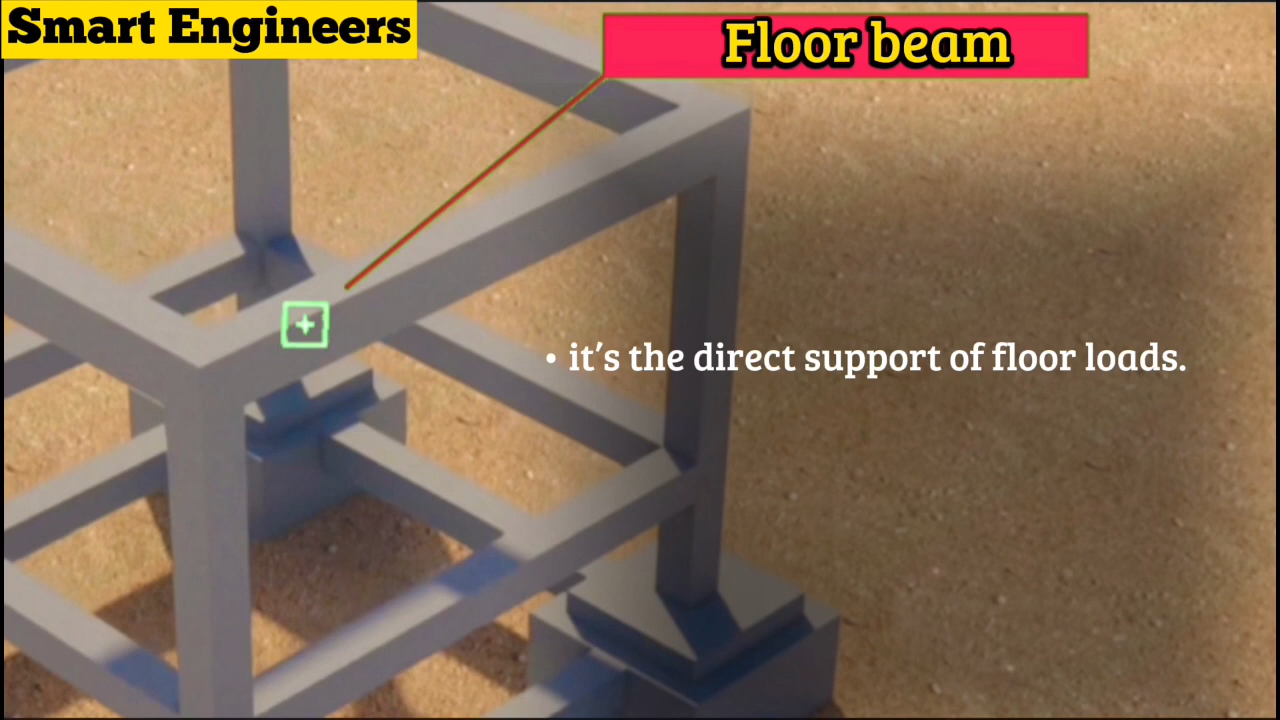 Smart Engineers
Floor beam
• it's the direct support of floor loads.